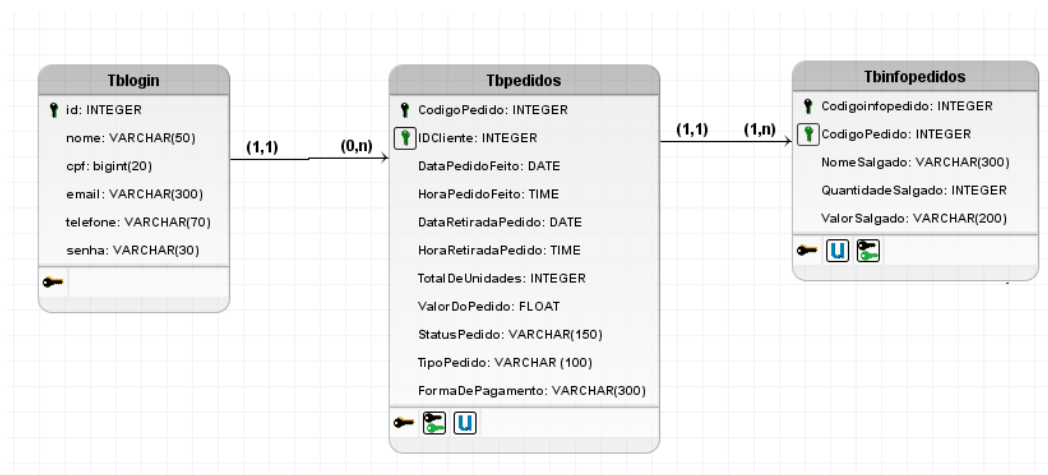 Tblogin
id: INTEGER
nome: VARCHAR(50)
cpf: bigint(20)
email: VARCHAR(300)
telefone: VARCHAR(70)
senha: VARCHAR(30)
(1,1)
(0,n)
Tbpedidos
CodigoPedido: INTEGER
IDCliente: INTEGER
DataPedidoFeito: DATE
HoraPedidoFeito: TIME
DataRetiradaPedido: DATE
HoraRetiradaPedido: TIME
TotalDeUnidades: INTEGER
ValorDoPedido: FLOAT
StatusPedido: VARCHAR(150)
TipoPedido: VARCHAR (100)
FormaDePagamento: VARCHAR(300)
U
(1,1)
(1,n)
Tbinfopedidos
Codigoinfopedido: INTEGER
CodigoPedido: INTEGER
NomeSalgado: VARCHAR(300)
QuantidadeSalgado: INTEGER
ValorSalgado: VARCHAR(200)
U